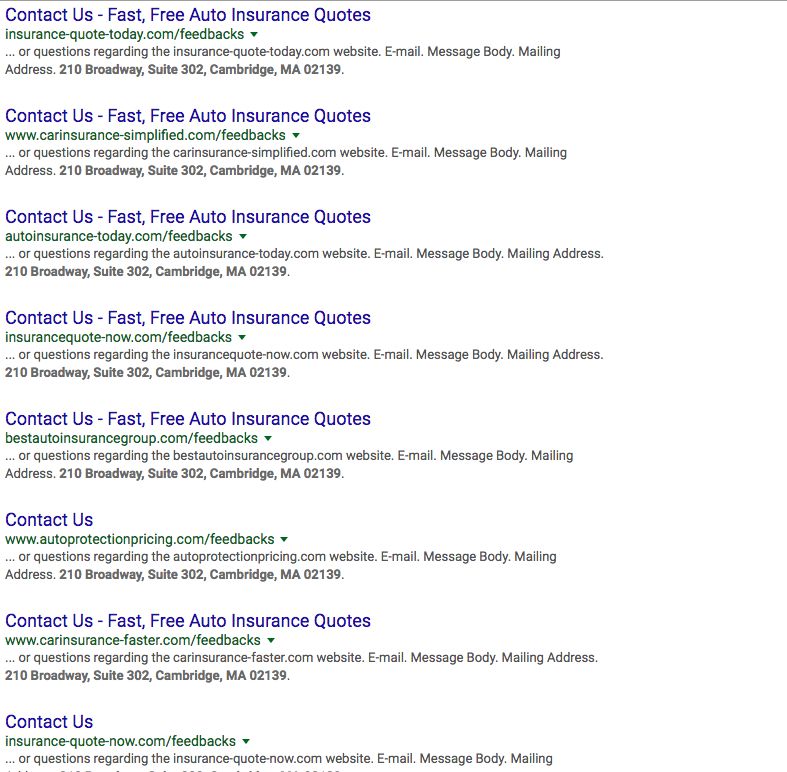 Contact Us - Fast, Free Auto Insurance Quotes
insurance-quote-today.com/feedbacks
... or questions regarding the insurance-quote-today.com website. E-mail. Message Body. Mailing
Address. 210 Broadway, Suite 302, Cambridge, MA 02139.
Contact Us - Fast, Free Auto Insurance Quotes
www.carinsurance-simplified.com/feedbacks
... or questions regarding the carinsurance-simplified.com website. E-mail. Message Body. Mailing
Address. 210 Broadway, Suite 302, Cambridge, MA 02139.
Contact Us - Fast, Free Auto Insurance Quotes
autoinsurance-today.com/feedbacks
... or questions regarding the autoinsurance-today.com website. E-mail. Message Body. Mailing Address.
210 Broadway, Suite 302, Cambridge, MA 02139.
Contact Us - Fast, Free Auto Insurance Quotes
insurancequote-now.com/feedbacks
... or questions regarding the insurancequote-now.com website. E-mail. Message Body. Mailing Address.
210 Broadway, Suite 302, Cambridge, MA 02139.
Contact Us - Fast, Free Auto Insurance Quotes
bestautoinsurancegroup.com/feedbacks
... or questions regarding the bestautoinsurancegroup.com website. E-mail. Message Body. Mailing
Address. 210 Broadway, Suite 302, Cambridge, MA 02139.
Contact Us
www.autoprotectionpricing.com/feedbacks
... or questions regarding the autoprotectionpricing.com website. E-mail. Message Body. Mailing
Address. 210 Broadway, Suite 302, Cambridge, MA 02139.
Contact Us - Fast, Free Auto Insurance Quotes
www.carinsurance-faster.com/feedbacks
... or questions regarding the carinsurance-faster.com website. E-mail. Message Body. Mailing Address.
210 Broadway, Suite 302, Cambridge, MA 02139.
Contact Us
insurance-quote-now.com/feedbacks
... or questions regarding the insurance-quote-now.com website. E-mail. Message Body. Mailing